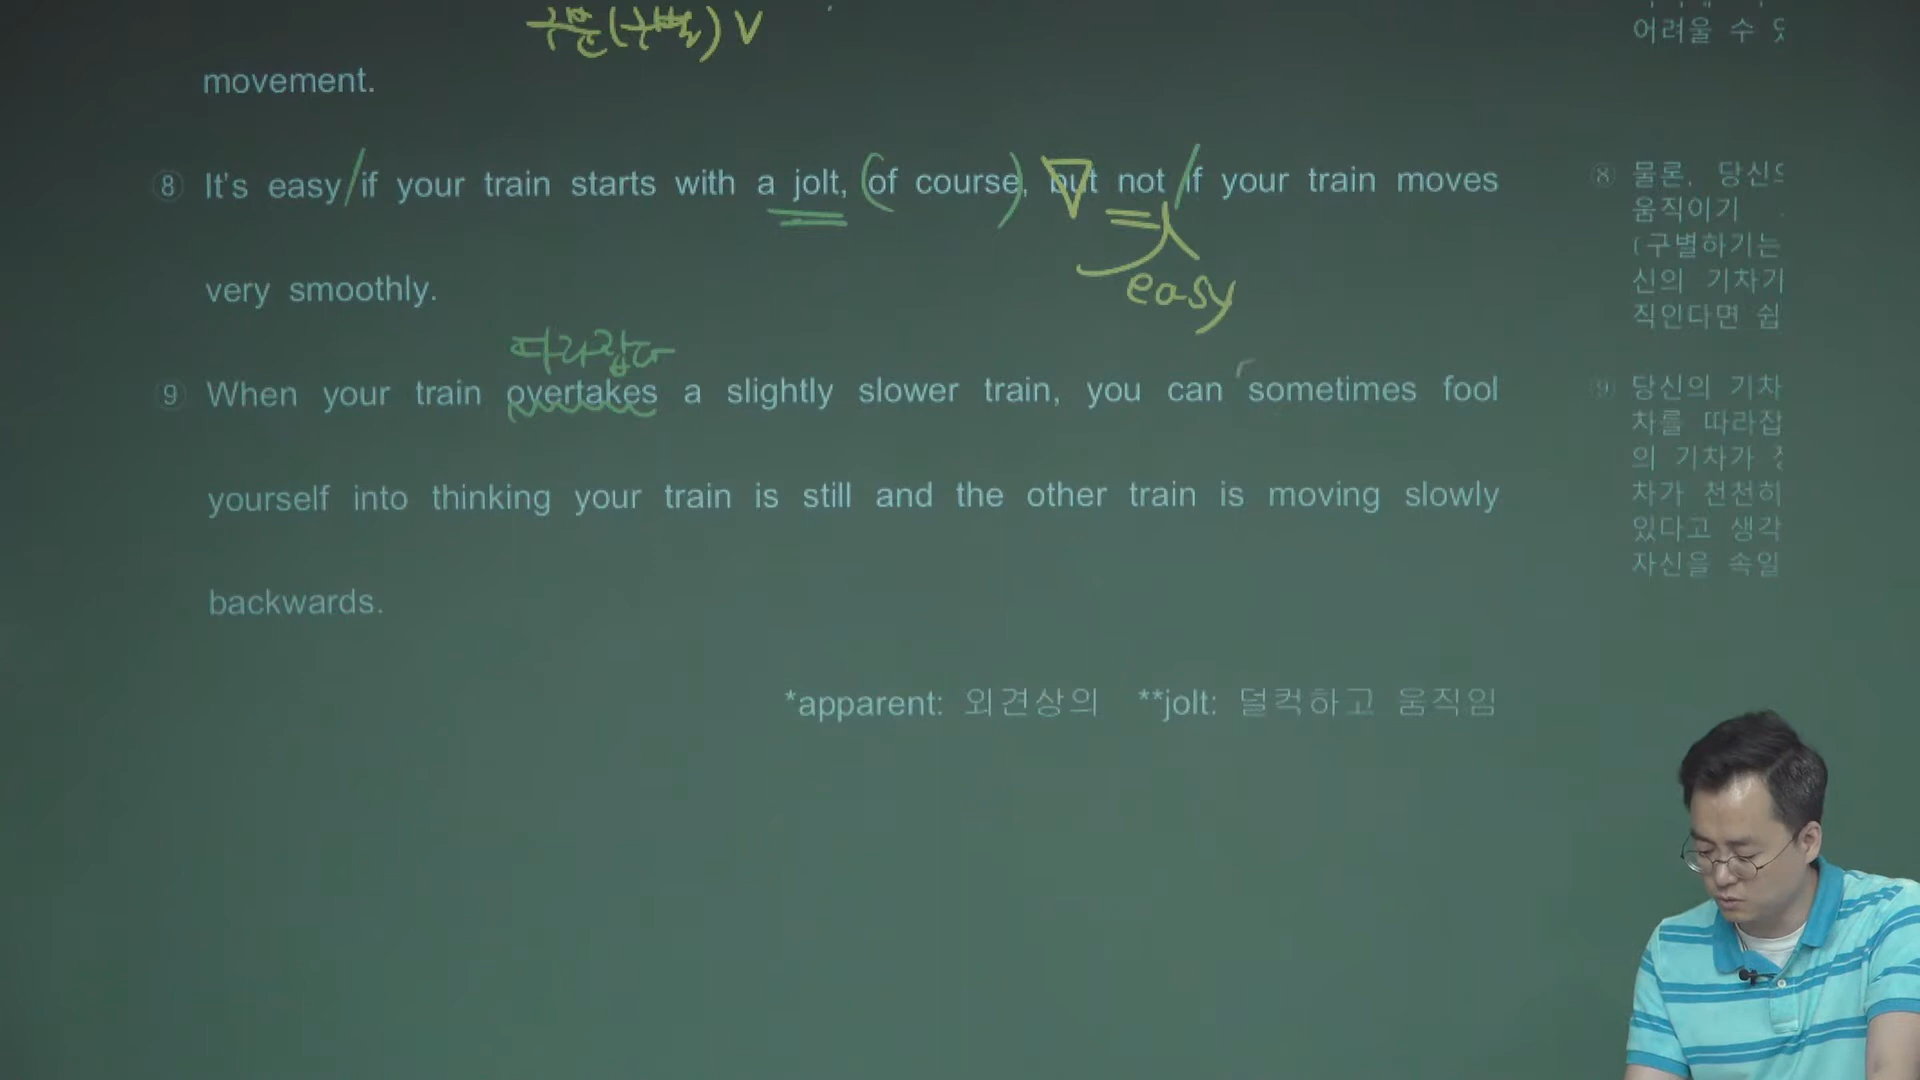 구문(구별) V
movement.
⑧ It's easy/if your train starts with a jolt, (of course), but not /if your train moves
easy
very smoothly.
따라잡다
⑨ When your train overtakes a slightly slower train, you can sometimes fool
yourself into thinking your train is still and the other train is moving slowly
backwards.
*apparent: 외견상의 **jolt: 덜컥하고 움직임
어려울 수
⑧ 물론, 당신의
움직이기
(구별하기는
신의 기차가
직인다면 쉽
⑨ 당신의 기차
차를 따라잡
의 기차가
차가 천천히
있다고 생각
자신을 속일